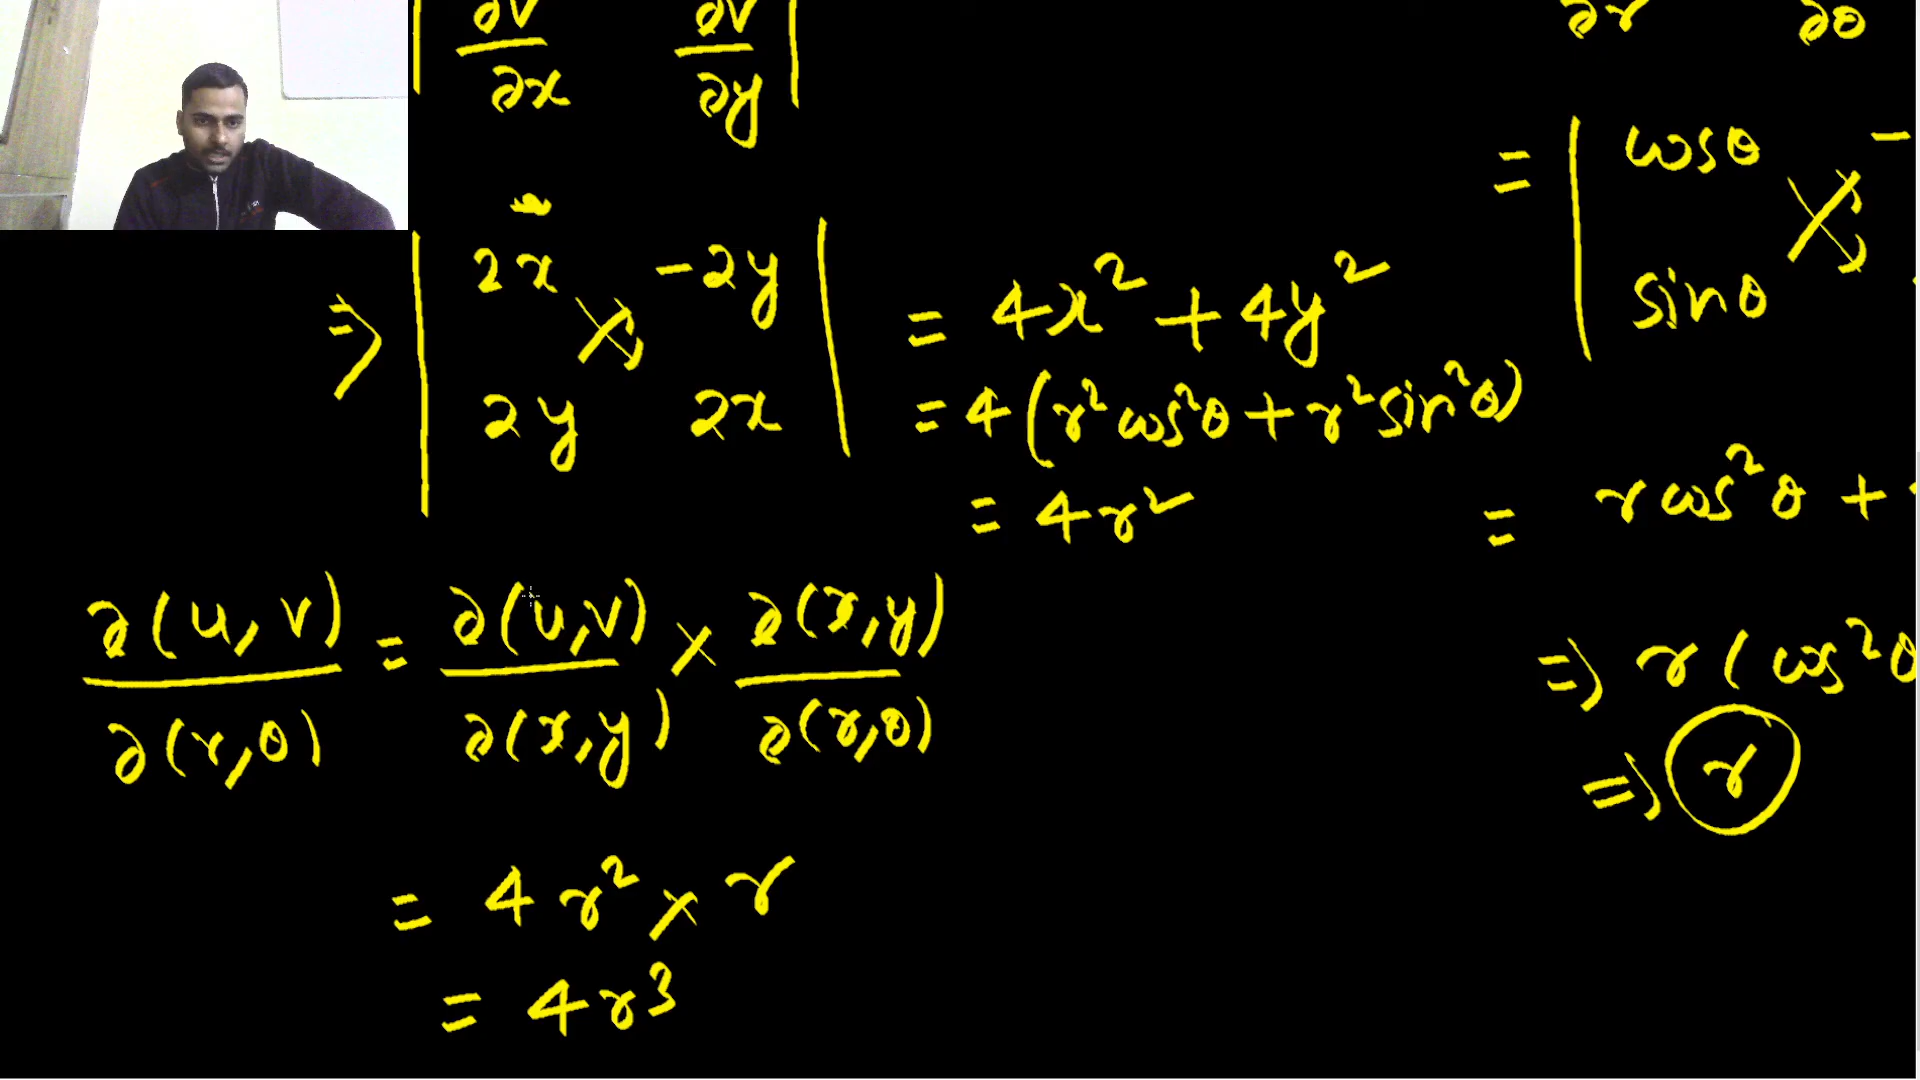 ∂v/∂x ∂v/∂y |
∂r ∂θ
⇒ | 2x -2y | = 4x² + 4y²
| 2y 2x |
= 4(r²cos²θ + r²sin²θ)
= 4r²
= | cosθ -
| sinθ
= r cos²θ +
⇒ r(cos²θ
⇒ r
∂(u,v)/∂(r,θ) = ∂(u,v)/∂(x,y) × ∂(x,y)/∂(r,θ)
= 4r² × r
= 4r³